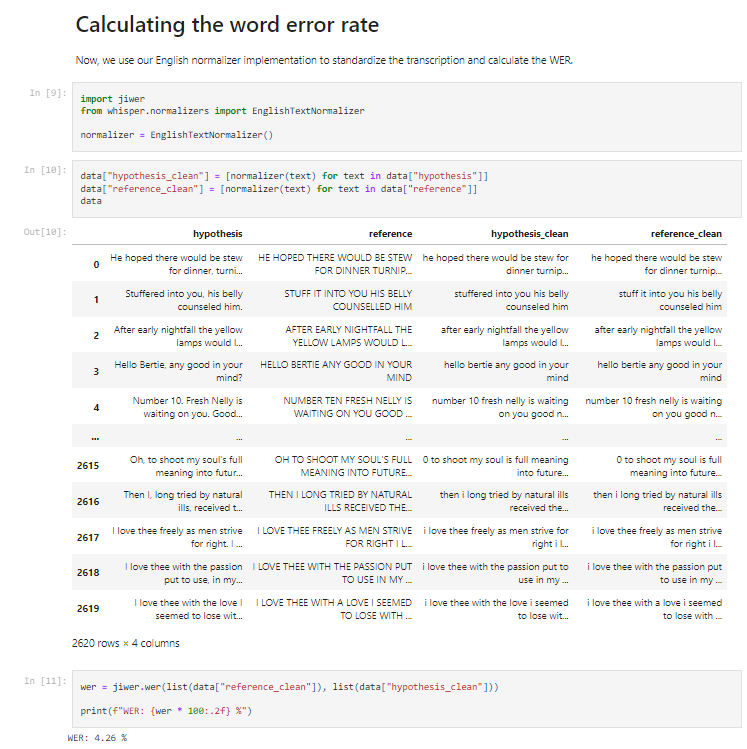 Calculating the word error rate
Now, we use our English normalizer implementation to standardize the transcription and calculate the WER.
In [9]:
import jiwer
from whisper.normalizers import EnglishTextNormalizer
normalizer = EnglishTextNormalizer()
In [10]:
data["hypothesis_clean"] = [normalizer(text) for text in data["hypothesis"]]
data["reference_clean"] = [normalizer(text) for text in data["reference"]]
data
Out[10]:
hypothesis reference hypothesis_clean reference_clean
0 He hoped there would be stew HE HOPED THERE WOULD BE STEW he hoped there would be stew for he hoped there would be stew
for dinner, turni... FOR DINNER TURNIP... dinner turnip... for dinner turnip...
1 Stuffered into you, his belly STUFF IT INTO YOU HIS BELLY stuffered into you his belly stuff it into you his belly
counseled him. COUNSELLED HIM counseled him counseled him
2 After early nightfall the yellow AFTER EARLY NIGHTFALL THE after early nightfall the yellow after early nightfall the yellow
lamps would l... YELLOW LAMPS WOULD L... lamps would l... lamps would l...
3 Hello Bertie, any good in your HELLO BERTIE ANY GOOD IN YOUR hello bertie any good in your hello bertie any good in your
mind? MIND mind mind
4 Number 10. Fresh Nelly is NUMBER TEN FRESH NELLY IS number 10 fresh nelly is waiting number 10 fresh nelly is waiting
waiting on you. Good... WAITING ON YOU GOOD ... on you good n... on you good n...
... ... ... ... ...
2615 Oh, to shoot my soul's full OH TO SHOOT MY SOUL'S FULL 0 to shoot my soul is full meaning 0 to shoot my soul is full
meaning into futur... MEANING INTO FUTURE... into future... meaning into future...
2616 Then I, long tried by natural THEN I LONG TRIED BY NATURAL then i long tried by natural ills then i long tried by natural ills
ills, received t... ILLS RECEIVED THE... received the... received the...
2617 I love thee freely as men strive I LOVE THEE FREELY AS MEN STRIVE i love thee freely as men strive for i love thee freely as men strive
for right. I ... FOR RIGHT I L... right i l... for right i l...
2618 I love thee with the passion I LOVE THEE WITH THE PASSION PUT i love thee with the passion put to i love thee with the passion put
put to use, in my... TO USE IN MY ... use in my ... to use in my ...
2619 I love thee with the love I I LOVE THEE WITH A LOVE I SEEMED i love thee with the love i seemed i love thee with a love i seemed
seemed to lose wit... TO LOSE WITH ... to lose wit... to lose with ...
2620 rows × 4 columns
In [11]:
wer = jiwer.wer(list(data["reference_clean"]), list(data["hypothesis_clean"]))
print(f"WER: {wer * 100:.2f} %")
WER: 4.26 %